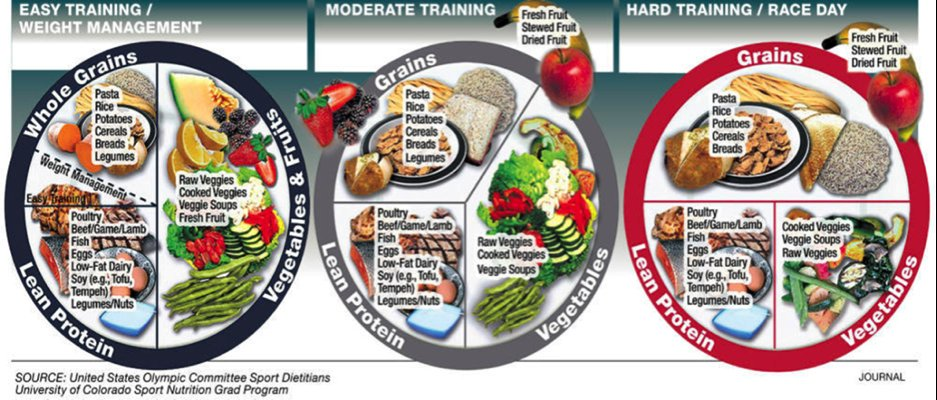 EASY TRAINING /
WEIGHT MANAGEMENT
Whole Grains
Pasta
Rice
Potatoes
Cereals
Breads
Legumes
Weight Management
Easy Training
Poultry
Beef/Game/Lamb
Fish
Eggs
Low-Fat Dairy
Soy (e.g., Tofu,
Tempeh)
Legumes/Nuts
Lean Protein
Raw Veggies
Cooked Veggies
Veggie Soups
Fresh Fruit
Vegetables & Fruits
MODERATE TRAINING
Fresh Fruit
Stewed Fruit
Dried Fruit
Grains
Pasta
Rice
Potatoes
Cereals
Breads
Legumes
Poultry
Beef/Game/Lamb
Fish
Eggs
Low-Fat Dairy
Soy (e.g., Tofu,
Tempeh)
Legumes/Nuts
Lean Protein
Raw Veggies
Cooked Veggies
Veggie Soups
Vegetables
HARD TRAINING / RACE DAY
Fresh Fruit
Stewed Fruit
Dried Fruit
Grains
Pasta
Rice
Potatoes
Cereals
Breads
Poultry
Beef/Game/Lamb
Fish
Eggs
Low-Fat Dairy
Soy (e.g., Tofu,
Tempeh)
Legumes/Nuts
Lean Protein
Cooked Veggies
Veggie Soups
Raw Veggies
Vegetables
SOURCE: United States Olympic Committee Sport Dietitians
University of Colorado Sport Nutrition Grad Program
JOURNAL